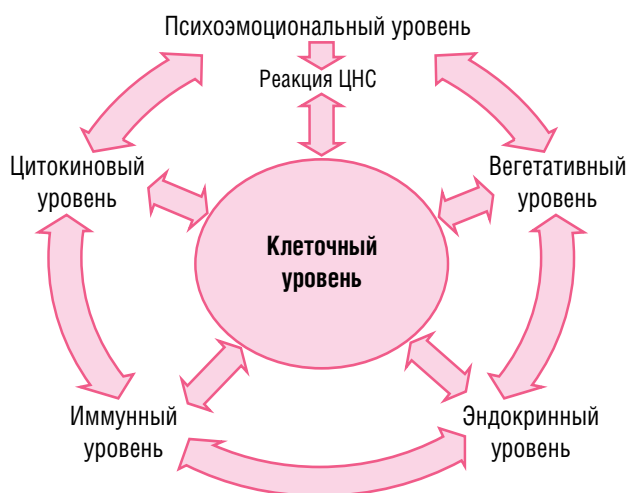 Психоэмоциональный уровень
Реакция ЦНС
Цитокиновый
уровень
Вегетативный
уровень
Клеточный
уровень
Иммунный
уровень
Эндокринный
уровень